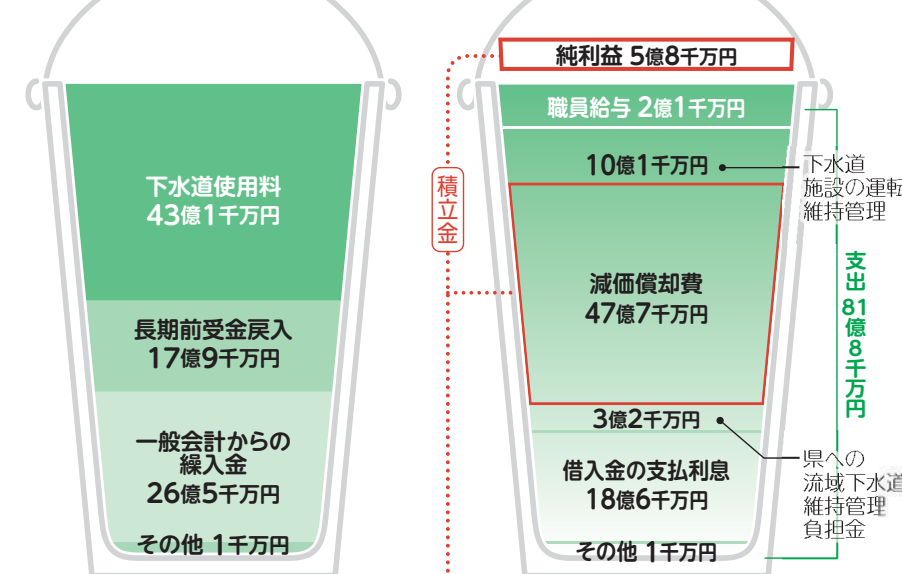 下水道使用料
43億1千万円
長期前受金戻入
17億9千万円
一般会計からの
繰入金
26億5千万円
その他 1千万円
積立金
純利益 5億8千万円
職員給与 2億1千万円
10億1千万円
下水道
施設の運転
維持管理
減価償却費
47億7千万円
3億2千万円
県への
流域下水道
維持管理
負担金
借入金の支払利息
18億6千万円
その他 1千万円
支出 81億8千万円